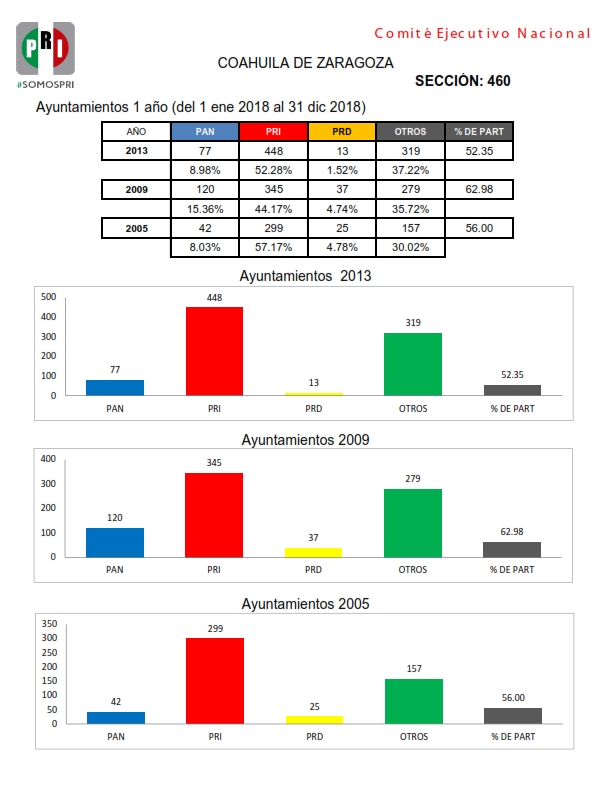 Comité Ejecutivo Nacional
PRI
#SOMOSPRI
COAHUILA DE ZARAGOZA
SECCIÓN: 460
Ayuntamientos 1 año (del 1 ene 2018 al 31 dic 2018)
AÑO PAN PRI PRD OTROS % DE PART
2013 77 448 13 319 52.35
8.98% 52.28% 1.52% 37.22%
2009 120 345 37 279 62.98
15.36% 44.17% 4.74% 35.72%
2005 42 299 25 157 56.00
8.03% 57.17% 4.78% 30.02%
Ayuntamientos 2013
500
400
300
200
100
0
77
448
13
319
52.35
PAN PRI PRD OTROS % DE PART
Ayuntamientos 2009
400
300
200
100
0
120
345
37
279
62.98
PAN PRI PRD OTROS % DE PART
Ayuntamientos 2005
350
300
250
200
150
100
50
0
42
299
25
157
56.00
PAN PRI PRD OTROS % DE PART